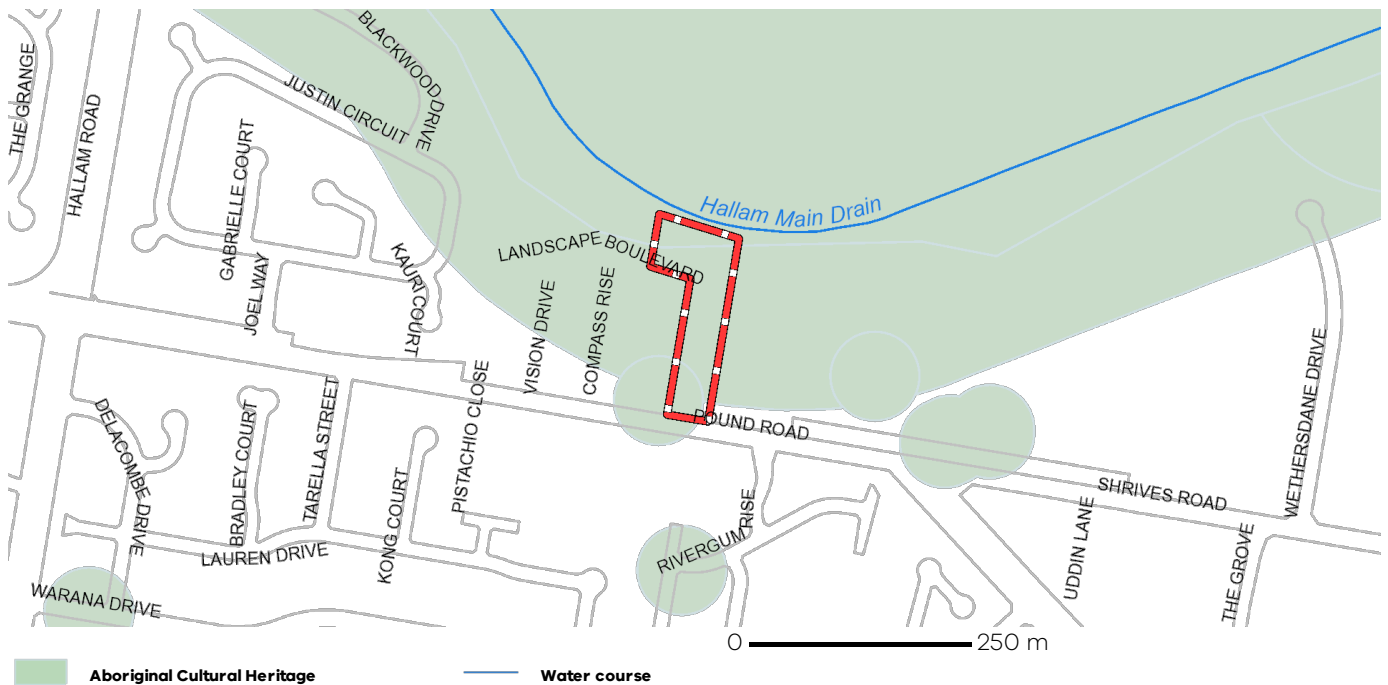 BLACKWOOD DRIVE
THE GRANGE
HALLAM ROAD
JUSTIN CIRCUIT
GABRIELLE COURT
Hallam Main Drain
LANDSCAPE BOULEVARD
KAURI COURT
JOEL WAY
VISION DRIVE
COMPASS RISE
PISTACHIO CLOSE
POUND ROAD
WETHERSDANE DRIVE
DELACOMBE DRIVE
BRADLEY COURT
TARELLA STREET
KONG COURT
SHRIVES ROAD
RIVERGUM RISE
UDDIN LANE
THE GROVE
LAUREN DRIVE
WARANA DRIVE
0 250 m
Aboriginal Cultural Heritage
Water course